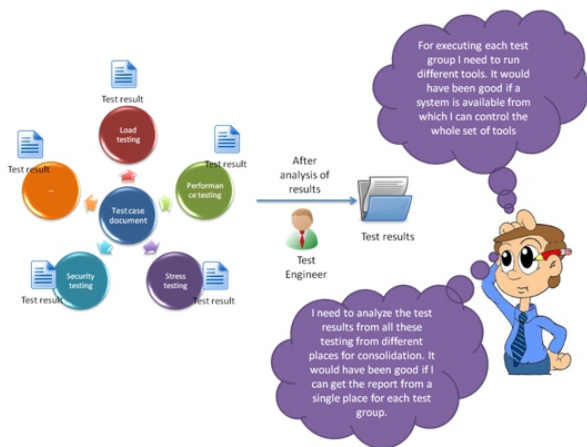 For executing each test
group I need to run
different tools. It would
have been good if a
system is available from
which I can control the
whole set of tools
Test result
Load
testing
Test result
...
Test result
Performan
ce testing
Test case
document
Test result
Security
testing
Stress
testing
Test result
After
analysis of
results
Test
Engineer
Test results
I need to analyze the test
results from all these
testing from different
places for consolidation. It
would have been good if I
can get the report from a
single place for each test
group.